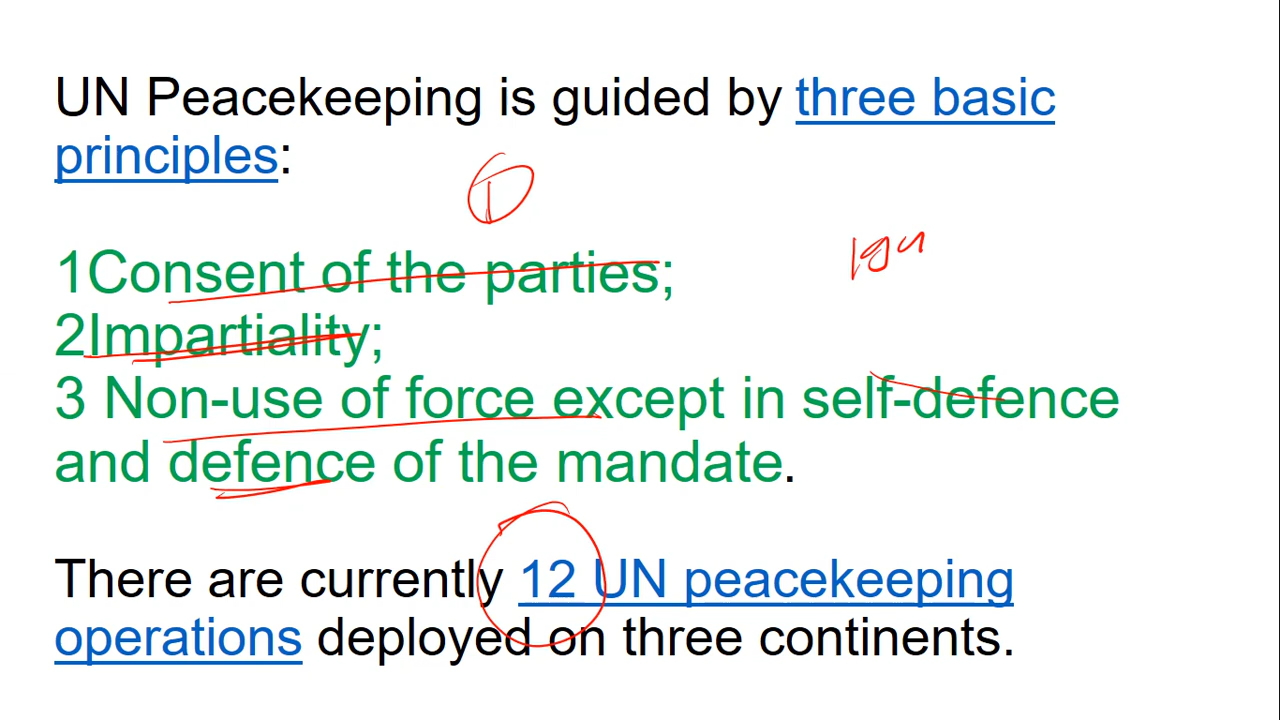 UN Peacekeeping is guided by three basic
principles:
1Consent of the parties;
2Impartiality;
3 Non-use of force except in self-defence
and defence of the mandate.
There are currently 12 UN peacekeeping
operations deployed on three continents.